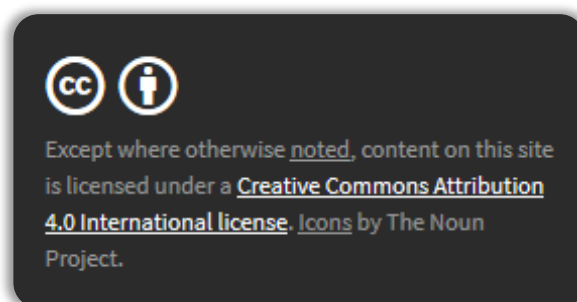 cc
Except where otherwise noted, content on this site
is licensed under a Creative Commons Attribution
4.0 International license. Icons by The Noun
Project.